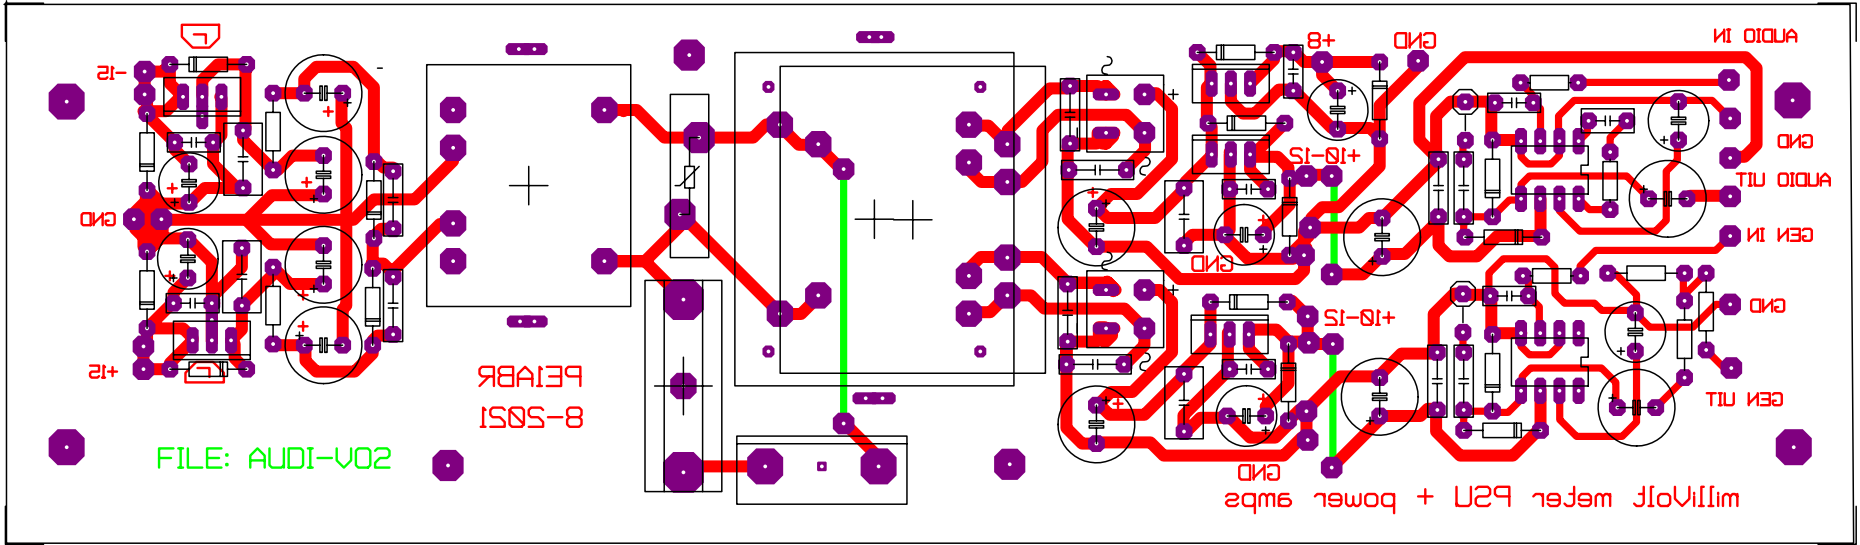 AUDIO IN
+8
GND
-15
GND
+10-12
AUDIO UIT
GND
GEN IN
GND
GND
+10-12
+15
PE1ABR
8-2021
GEN UIT
FILE: AUDI-V02
GND
milliVolt meter PSU + power amps